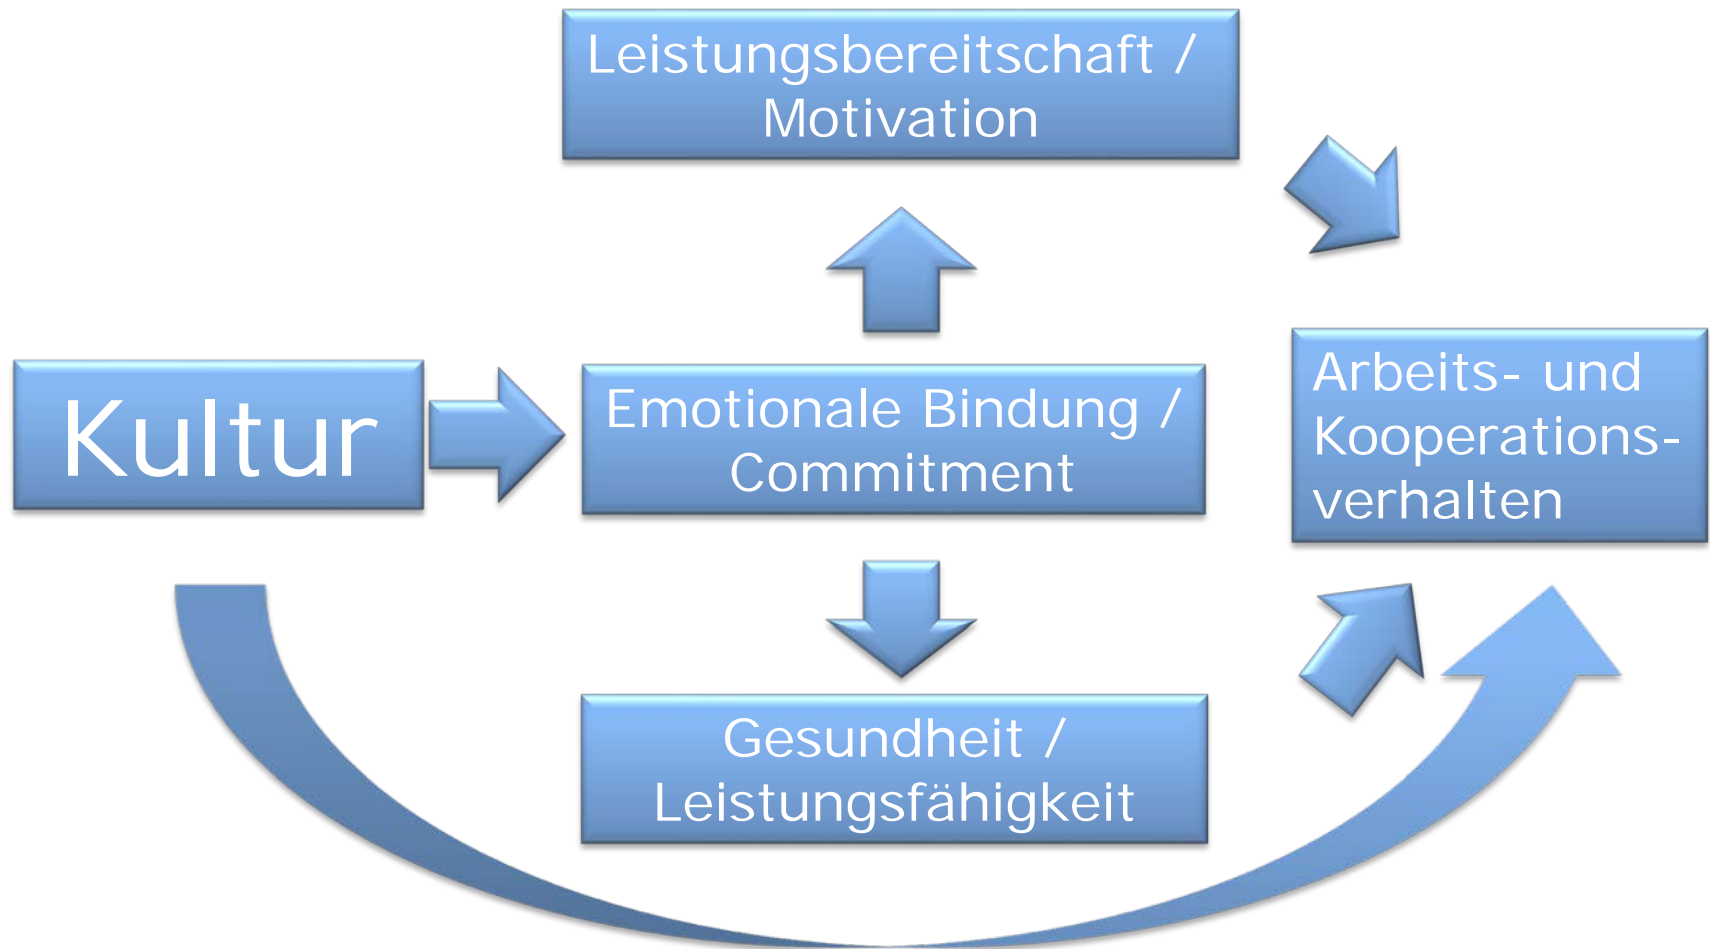 Leistungsbereitschaft /
Motivation
Kultur
Emotionale Bindung /
Commitment
Arbeits- und
Kooperations-
verhalten
Gesundheit /
Leistungsfähigkeit